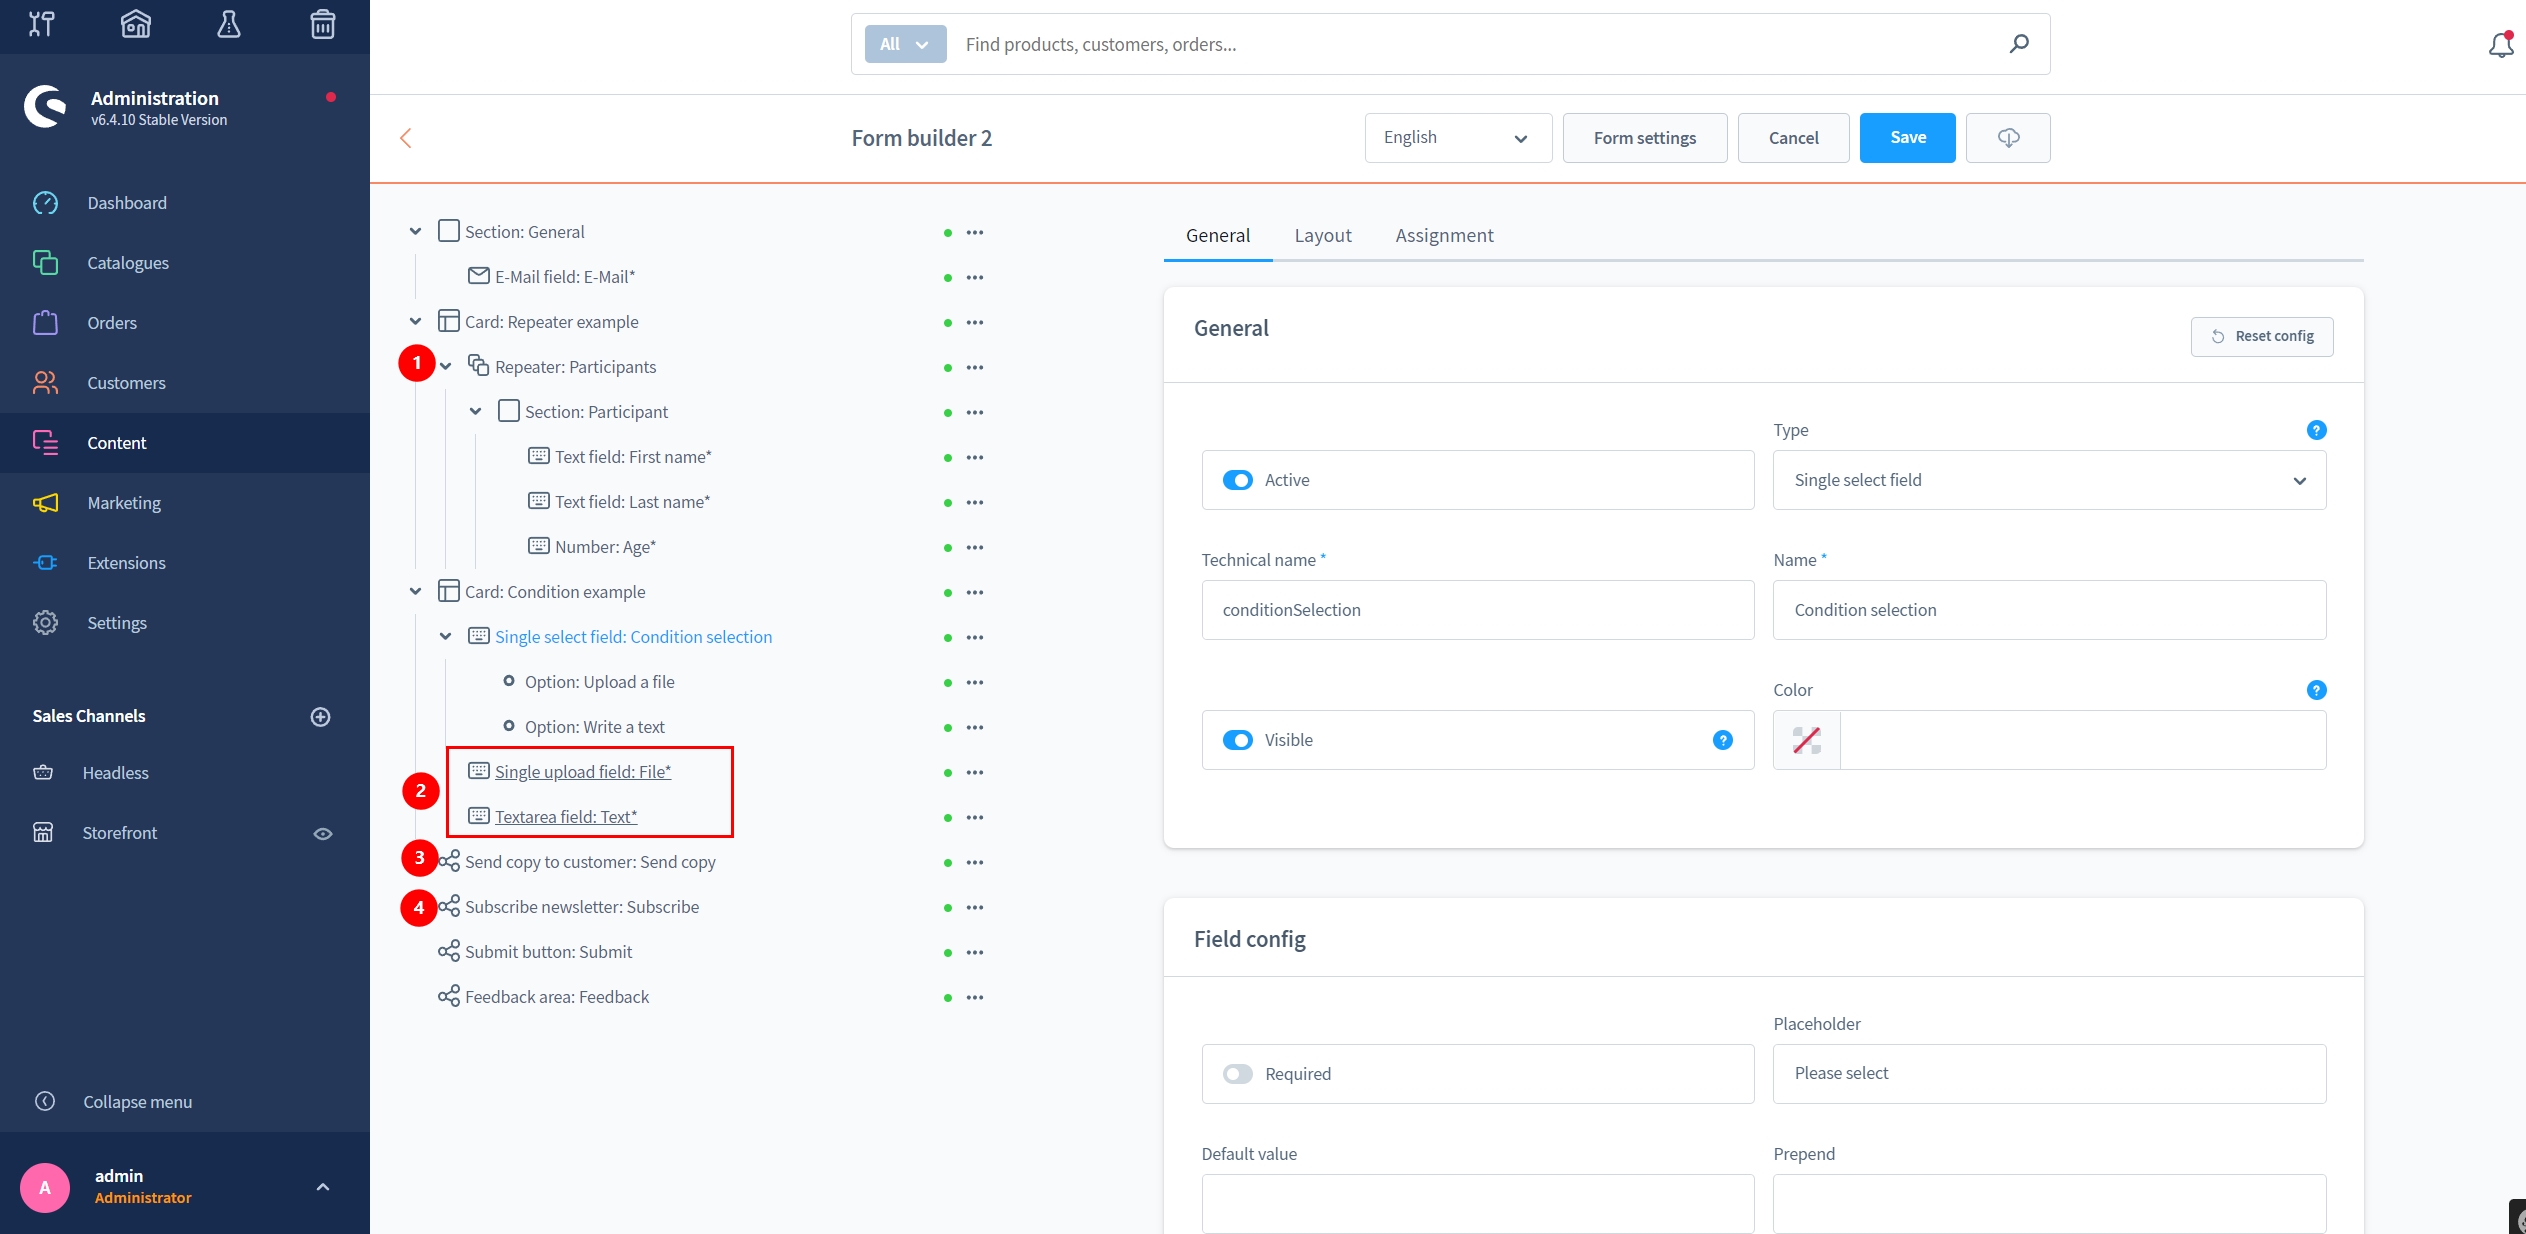 All
Find products, customers, orders...
Administration
v6.4.10 Stable Version
Form builder 2
English
Form settings
Cancel
Save
Dashboard
Catalogues
Orders
Customers
Content
Marketing
Extensions
Settings
Sales Channels
Headless
Storefront
Collapse menu
A
admin
Administrator
Section: General
E-Mail field: E-Mail*
Card: Repeater example
1
Repeater: Participants
Section: Participant
Text field: First name*
Text field: Last name*
Number: Age*
Card: Condition example
Single select field: Condition selection
Option: Upload a file
Option: Write a text
2
Single upload field: File*
Textarea field: Text*
3
Send copy to customer: Send copy
4
Subscribe newsletter: Subscribe
Submit button: Submit
Feedback area: Feedback
General
Layout
Assignment
General
Reset config
Type
?
Active
Single select field
Technical name *
Name *
conditionSelection
Condition selection
Color
?
Visible
?
Field config
Placeholder
Required
Please select
Default value
Prepend